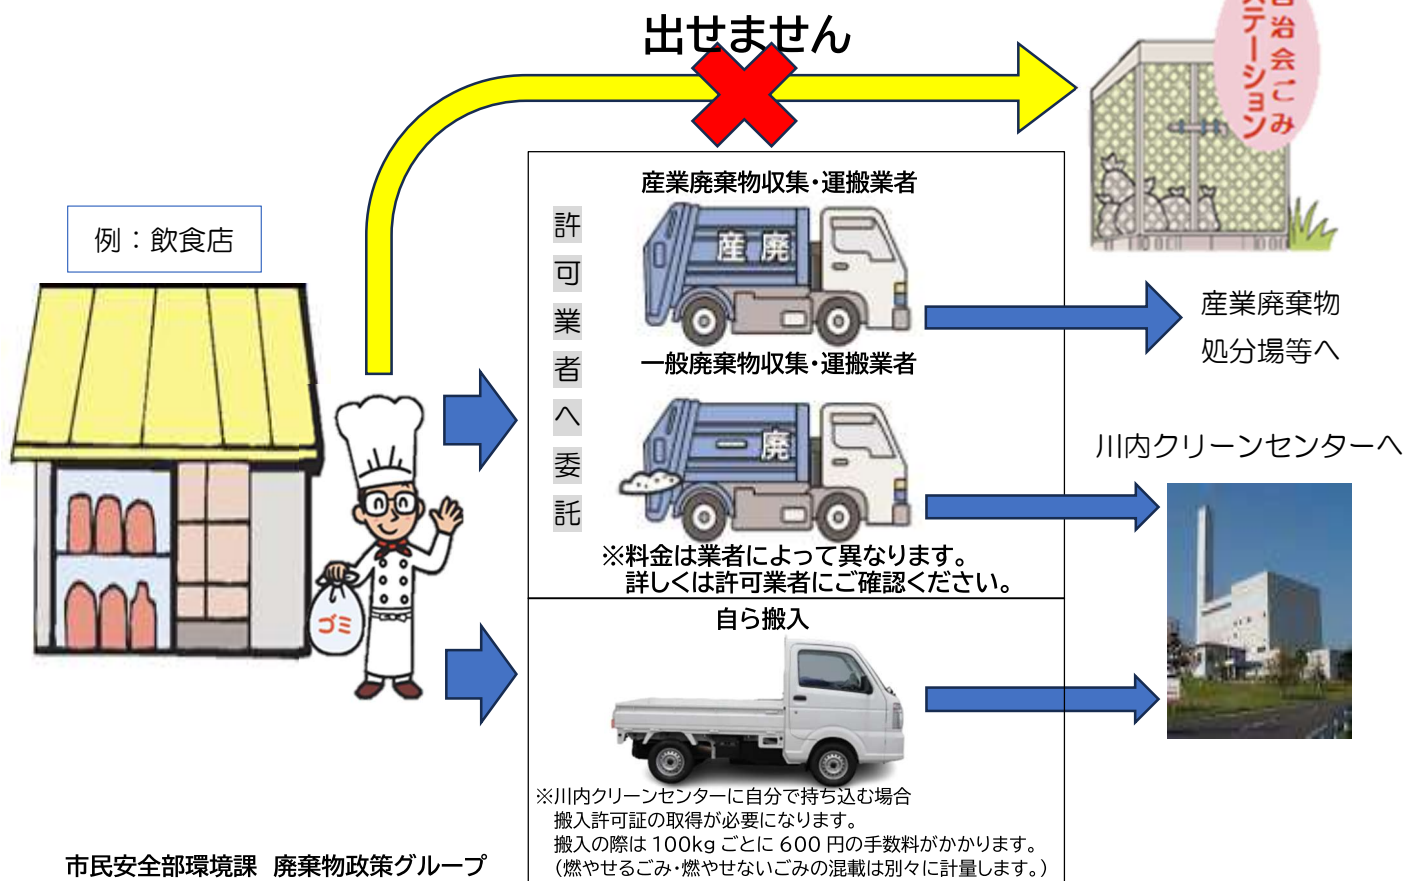 出せません
治会ごみ
ステーション
産業廃棄物収集・運搬業者
例：飲食店
許可業者へ委託
産廃
産業廃棄物
処分場等へ
一般廃棄物収集・運搬業者
一廃
川内クリーンセンターへ
※料金は業者によって異なります。
詳しくは許可業者にご確認ください。
ゴミ
自ら搬入
※川内クリーンセンターに自分で持ち込む場合
搬入許可証の取得が必要になります。
搬入の際は100kgごとに600円の手数料がかかります。
（燃やせるごみ・燃やせないごみの混載は別々に計量します。）
市民安全部環境課 廃棄物政策グループ